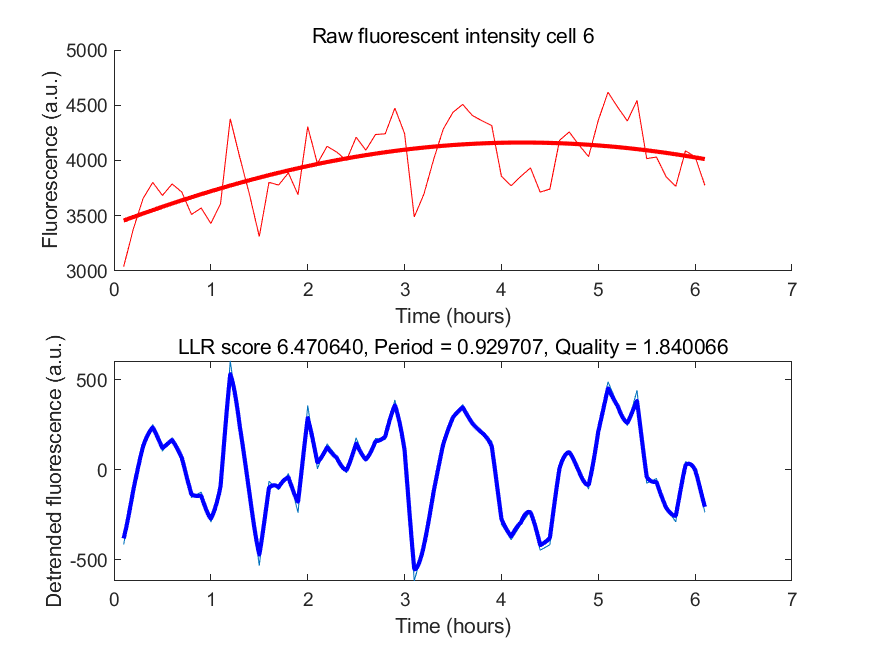 Raw fluorescent intensity cell 6
Fluorescence (a.u.)
5000
4500
4000
3500
3000
0 1 2 3 4 5 6 7
Time (hours)
LLR score 6.470640, Period = 0.929707, Quality = 1.840066
Detrended fluorescence (a.u.)
500
0
-500
0 1 2 3 4 5 6 7
Time (hours)